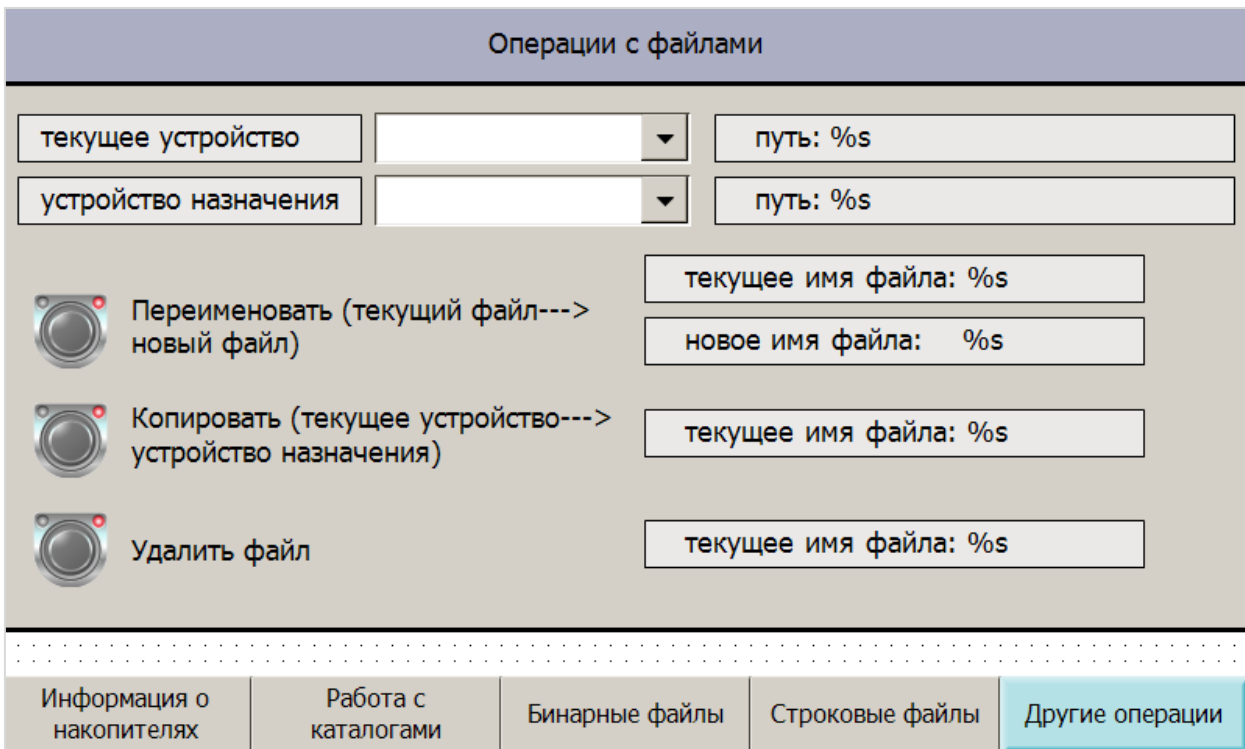 Операции с файлами
текущее устройство
путь: %s
устройство назначения
путь: %s
текущее имя файла: %s
Переименовать (текущий файл--->
новый файл)
новое имя файла: %s
Копировать (текущее устройство--->
устройство назначения)
текущее имя файла: %s
Удалить файл
текущее имя файла: %s
Информация о
накопителях
Работа с
каталогами
Бинарные файлы
Строковые файлы
Другие операции